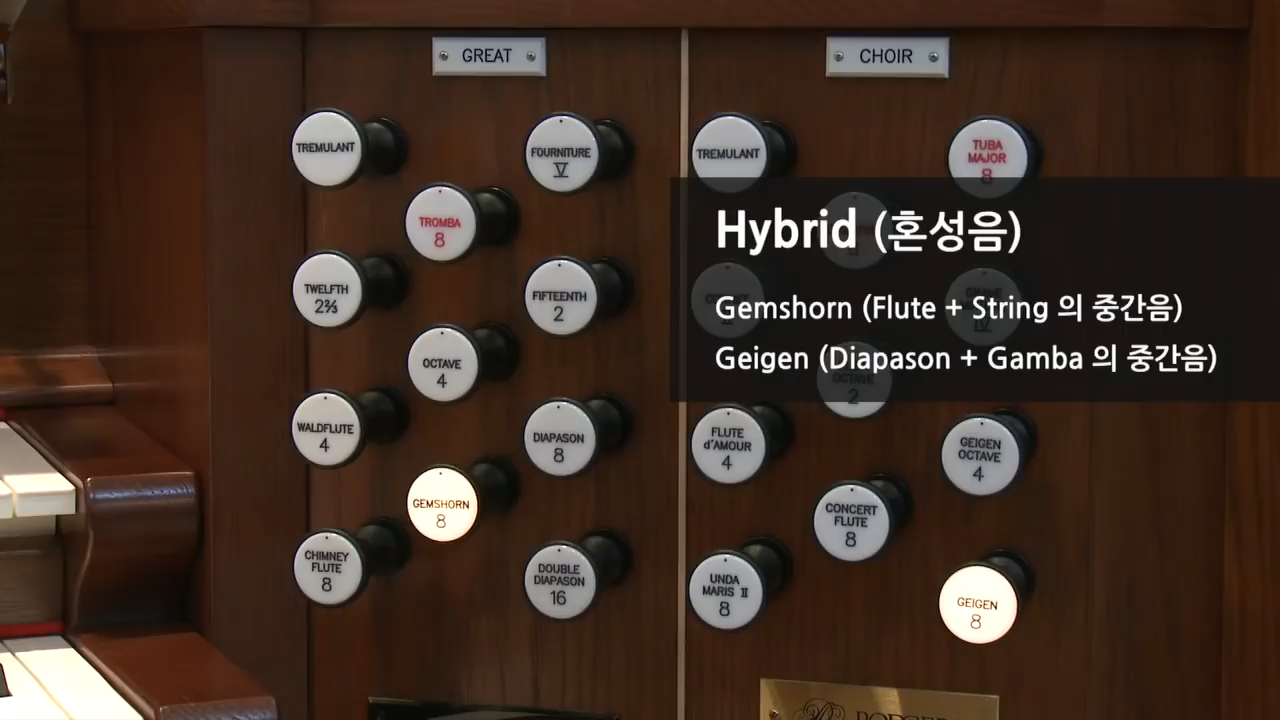 GREAT
CHOIR
TREMULANT
FOURNITURE
V
TREMULANT
TUBA
MAJOR
8
TROMBA
8
Hybrid (혼성음)
TWELFTH
2⅔
FIFTEENTH
2
Gemshorn (Flute + String 의 중간음)
Geigen (Diapason + Gamba 의 중간음)
OCTAVE
4
OCTAVE
2
WALDFLUTE
4
DIAPASON
8
FLUTE
d'AMOUR
4
GEIGEN
OCTAVE
4
GEMSHORN
8
CONCERT
FLUTE
8
CHIMNEY
FLUTE
8
DOUBLE
DIAPASON
16
UNDA
MARIS II
8
GEIGEN
8